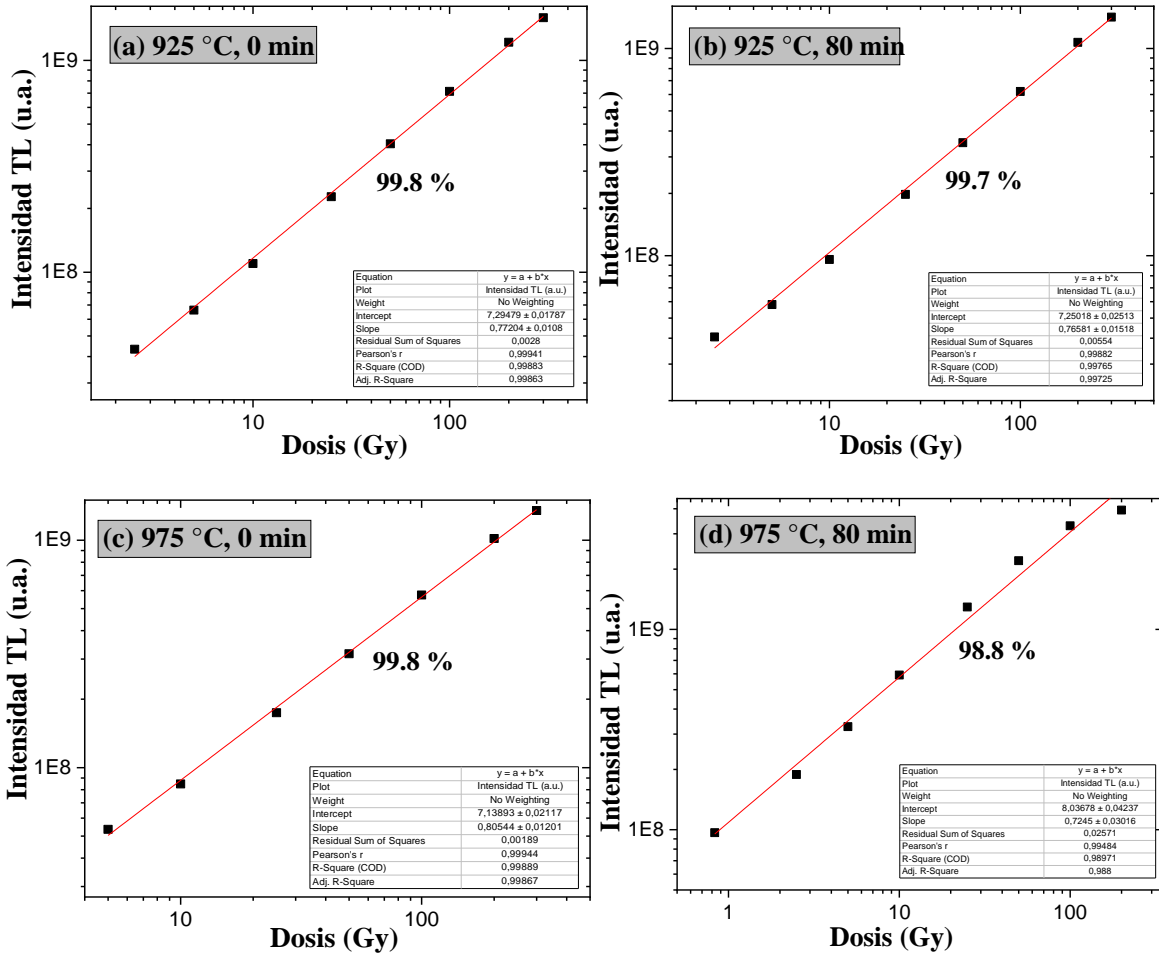 (a) 925 °C, 0 min
1E9
1E8
Intensidad TL (u.a.)
99.8 %
Equation y = a + b*x
Plot Intensidad TL (a.u.)
Weight No Weighting
Intercept 7,29479 ± 0,01787
Slope 0,77204 ± 0,0108
Residual Sum of Squares 0,0028
Pearson's r 0,99941
R-Square (COD) 0,99883
Adj. R-Square 0,99863
10 100
Dosis (Gy)
(b) 925 °C, 80 min
1E9
1E8
Intensidad (u.a.)
99.7 %
Equation y = a + b*x
Plot Intensidad TL (a.u.)
Weight No Weighting
Intercept 7,25018 ± 0,02513
Slope 0,76581 ± 0,01518
Residual Sum of Squares 0,00554
Pearson's r 0,99882
R-Square (COD) 0,99765
Adj. R-Square 0,99725
10 100
Dosis (Gy)
(c) 975 °C, 0 min
1E9
1E8
Intensidad TL (u.a.)
99.8 %
Equation y = a + b*x
Plot Intensidad TL (a.u.)
Weight No Weighting
Intercept 7,13893 ± 0,02117
Slope 0,80544 ± 0,01201
Residual Sum of Squares 0,00189
Pearson's r 0,99944
R-Square (COD) 0,99889
Adj. R-Square 0,99867
10 100
Dosis (Gy)
(d) 975 °C, 80 min
1E9
1E8
Intensidad TL (u.a.)
98.8 %
Equation y = a + b*x
Plot Intensidad TL (a.u.)
Weight No Weighting
Intercept 8,03678 ± 0,04237
Slope 0,7245 ± 0,03016
Residual Sum of Squares 0,02571
Pearson's r 0,99484
R-Square (COD) 0,98971
Adj. R-Square 0,988
1 10 100
Dosis (Gy)